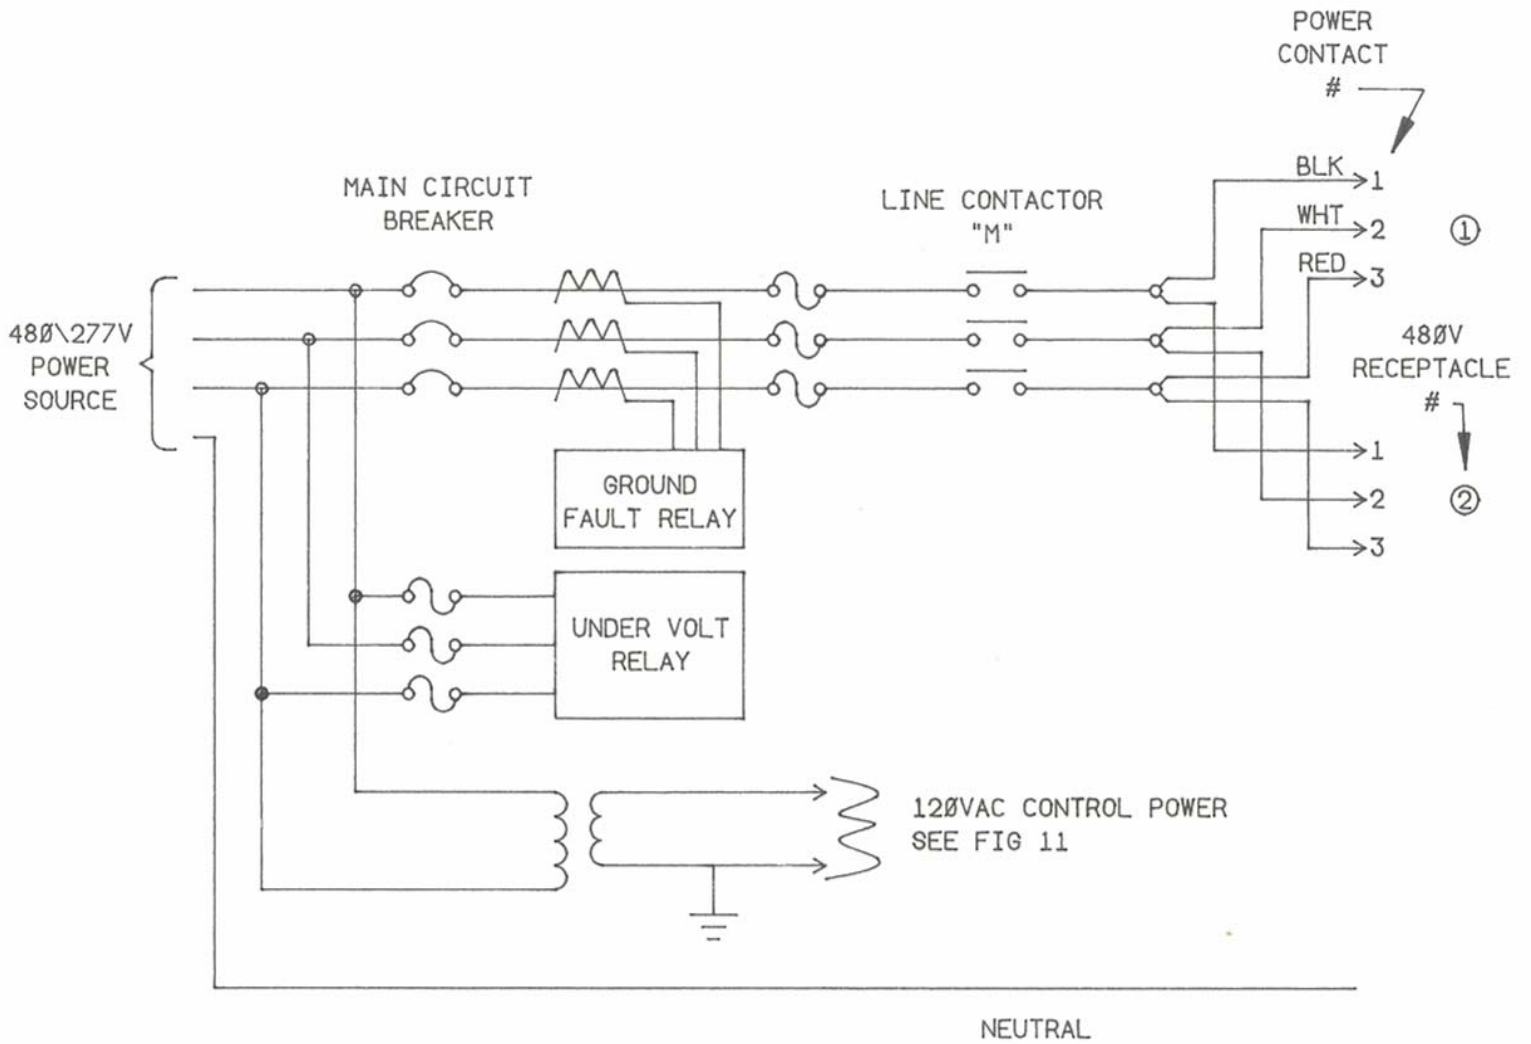 POWER
CONTACT
#
BLK
1
WHT
2
①
RED
3
MAIN CIRCUIT
BREAKER
LINE CONTACTOR
"M"
480\277V
POWER
SOURCE
480V
RECEPTACLE
#
1
2
②
3
GROUND
FAULT RELAY
UNDER VOLT
RELAY
120VAC CONTROL POWER
SEE FIG 11
NEUTRAL